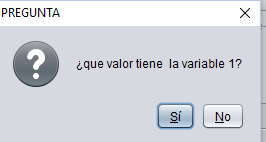 PREGUNTA
¿que valor tiene  la variable 1?
Sí
No